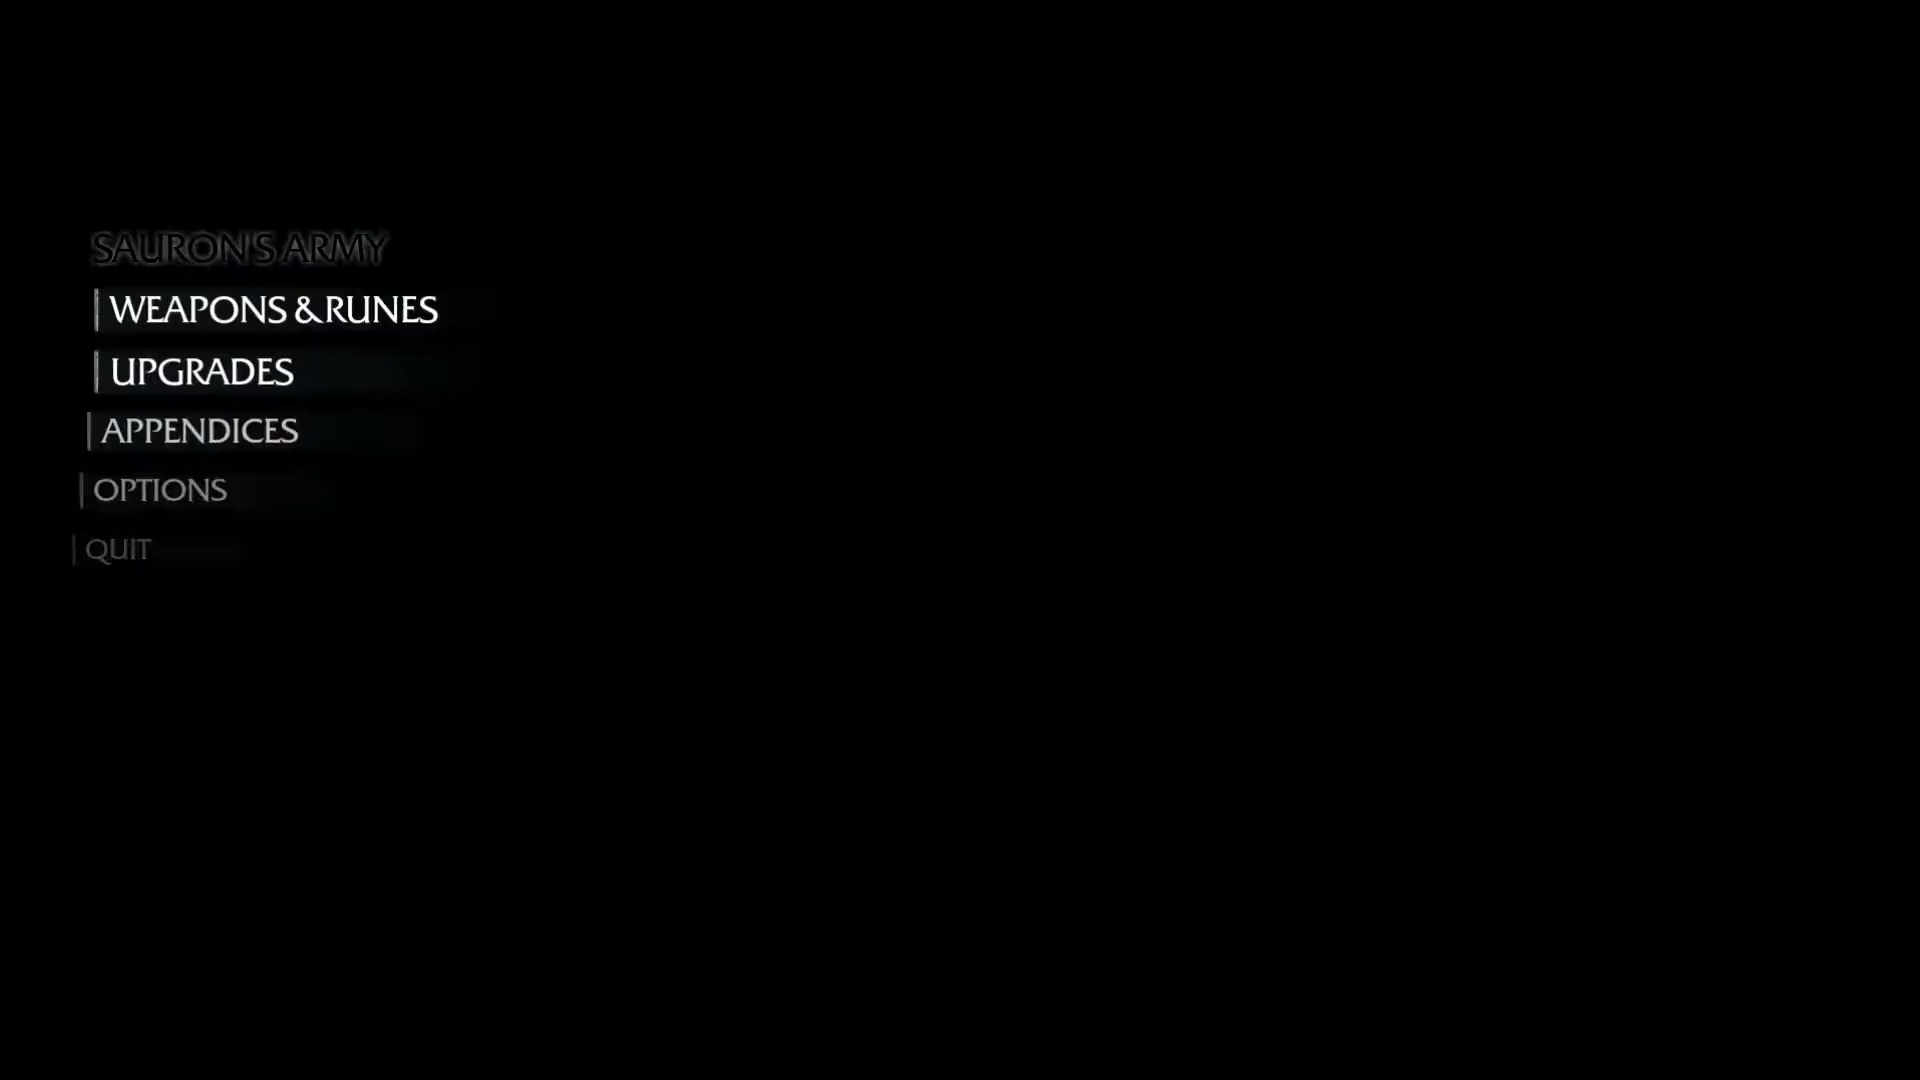 SAURON'S ARMY
WEAPONS & RUNES
UPGRADES
APPENDICES
OPTIONS
QUIT